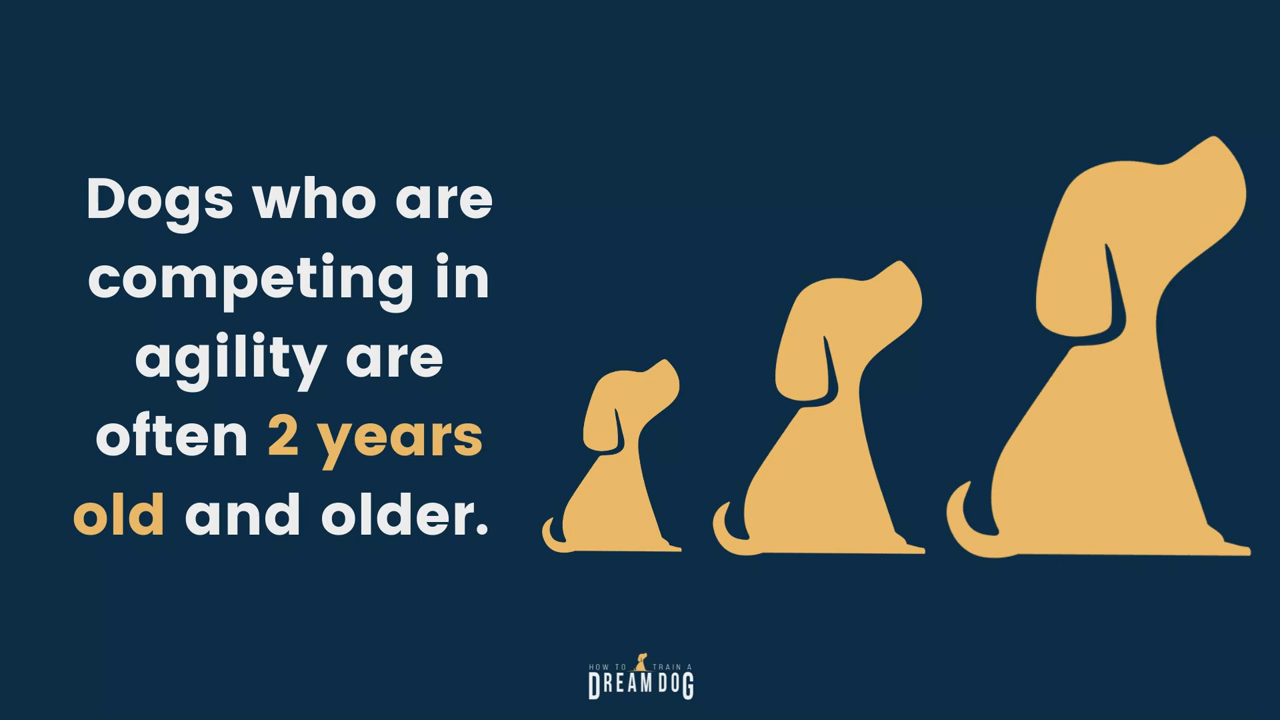 Dogs who are
competing in
agility are
often 2 years
old and older.
HOW TO TRAIN A
DREAM DOG